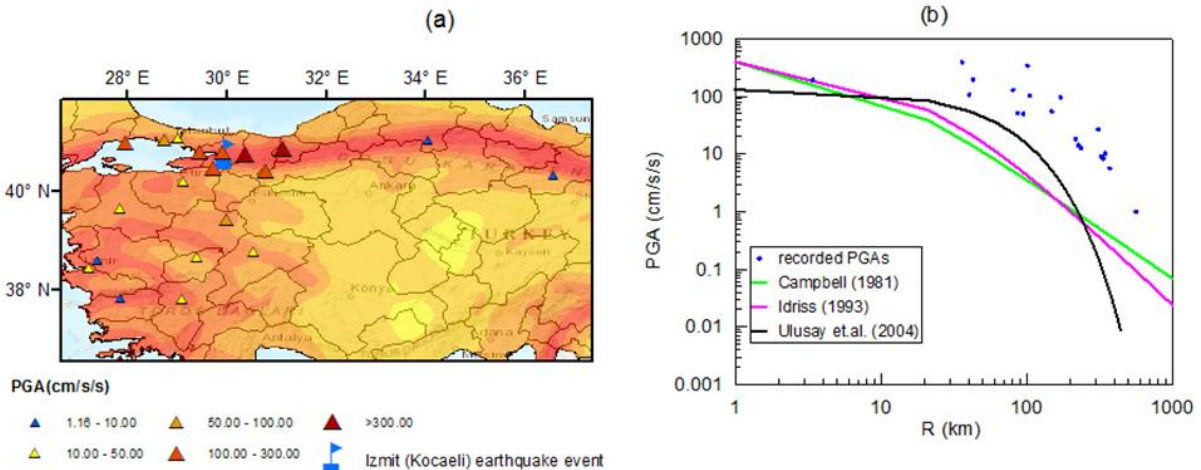 (a)
28° E 30° E 32° E 34° E 36° E
Samsun
40° N
Ankara
TURKEY
Kayseri
38° N
Konya
Antalya
Adana
PGA(cm/s/s)
1.16 - 10.00
50.00 - 100.00
>300.00
10.00 - 50.00
100.00 - 300.00
Izmit (Kocaeli) earthquake event
(b)
1000
100
10
1
0.1
0.01
0.001
PGA (cm/s/s)
recorded PGAs
Campbell (1981)
Idriss (1993)
Ulusay et.al. (2004)
1 10 100 1000
R (km)